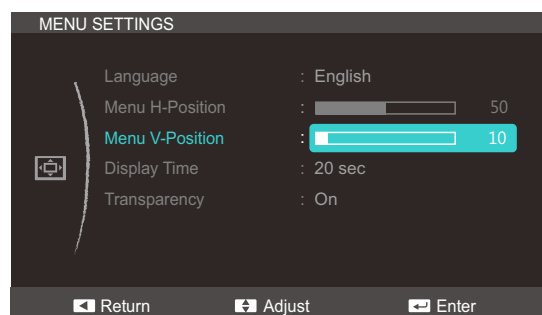 MENU SETTINGS
Language : English
Menu H-Position : 50
Menu V-Position : 10
Display Time : 20 sec
Transparency : On
Return Adjust Enter